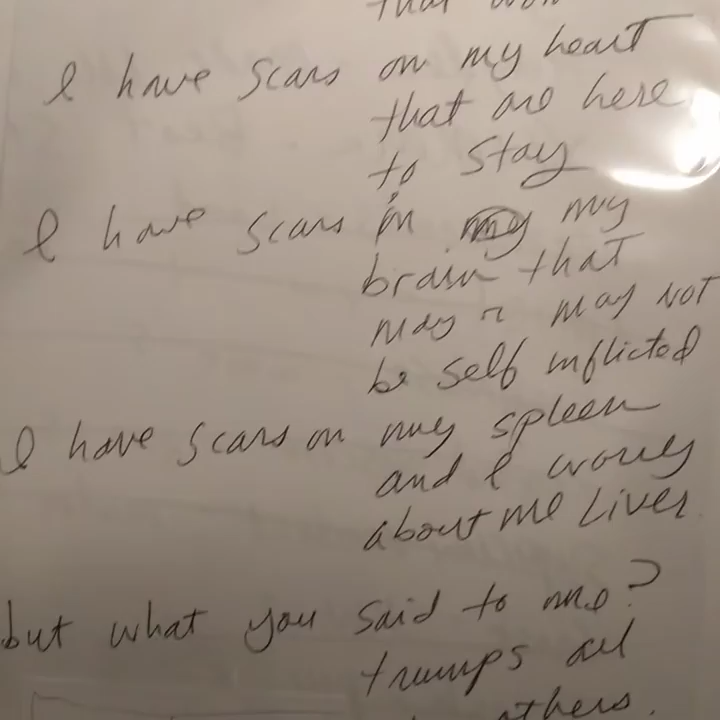 that won
I have scars on my heart
that are here
to stay
I have scars in my my
brain that
may or may NOT
be self inflicted
I have scars on my spleen
and I worry
about me Liver.
but what you said to me?
trumps all
others.